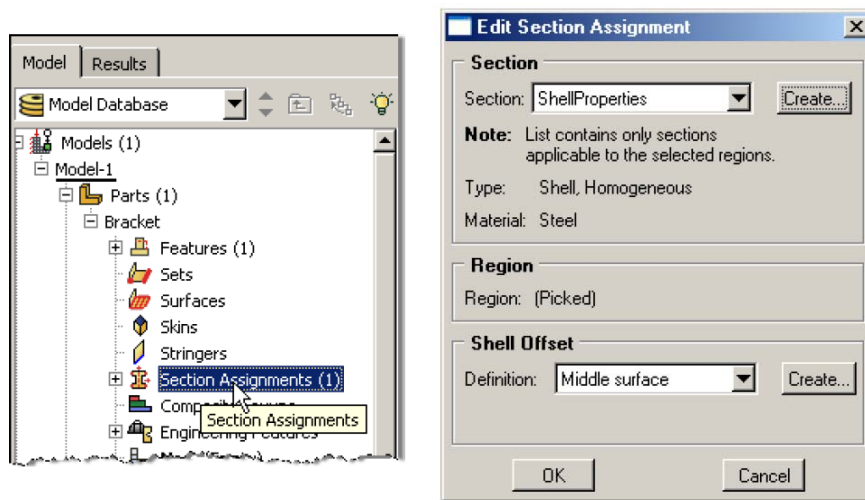 Model Results
Model Database
Models (1)
Model-1
Parts (1)
Bracket
Features (1)
Sets
Surfaces
Skins
Stringers
Section Assignments (1)
Section Assignments
Engineering Features
Edit Section Assignment
Section
Section: ShellProperties Create...
Note: List contains only sections
applicable to the selected regions.
Type: Shell, Homogeneous
Material: Steel
Region
Region: (Picked)
Shell Offset
Definition: Middle surface Create...
OK Cancel